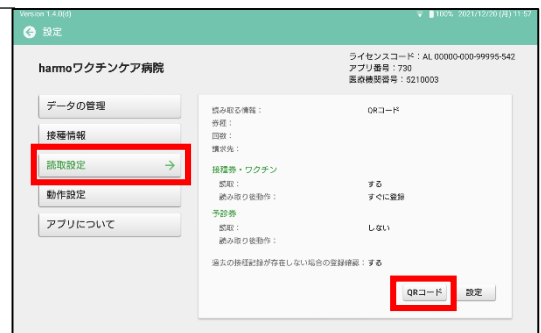 Version:1.4.0(d)
100% 2021/12/20(月) 11:57
設定
harmoワクチンケア病院
ライセンスコード：AL 00000-000-99995-542
アプリ番号：730
医療機関番号：5210003
データの管理
接種情報
読取設定
動作設定
アプリについて
読み取る情報： QRコード
券種：
回数：
請求先：
接種券・ワクチン
読取： する
読み取り後動作： すぐに登録
予診券
読取： しない
読み取り後動作：
過去の接種記録が存在しない場合の登録確認：する
QRコード 設定